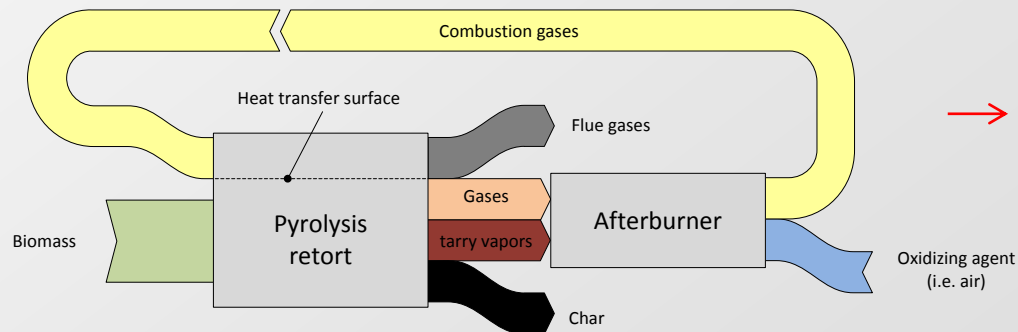 Combustion gases
Heat transfer surface
Flue gases
Gases
Pyrolysis
retort
Afterburner
Biomass
tarry vapors
Oxidizing agent
(i.e. air)
Char